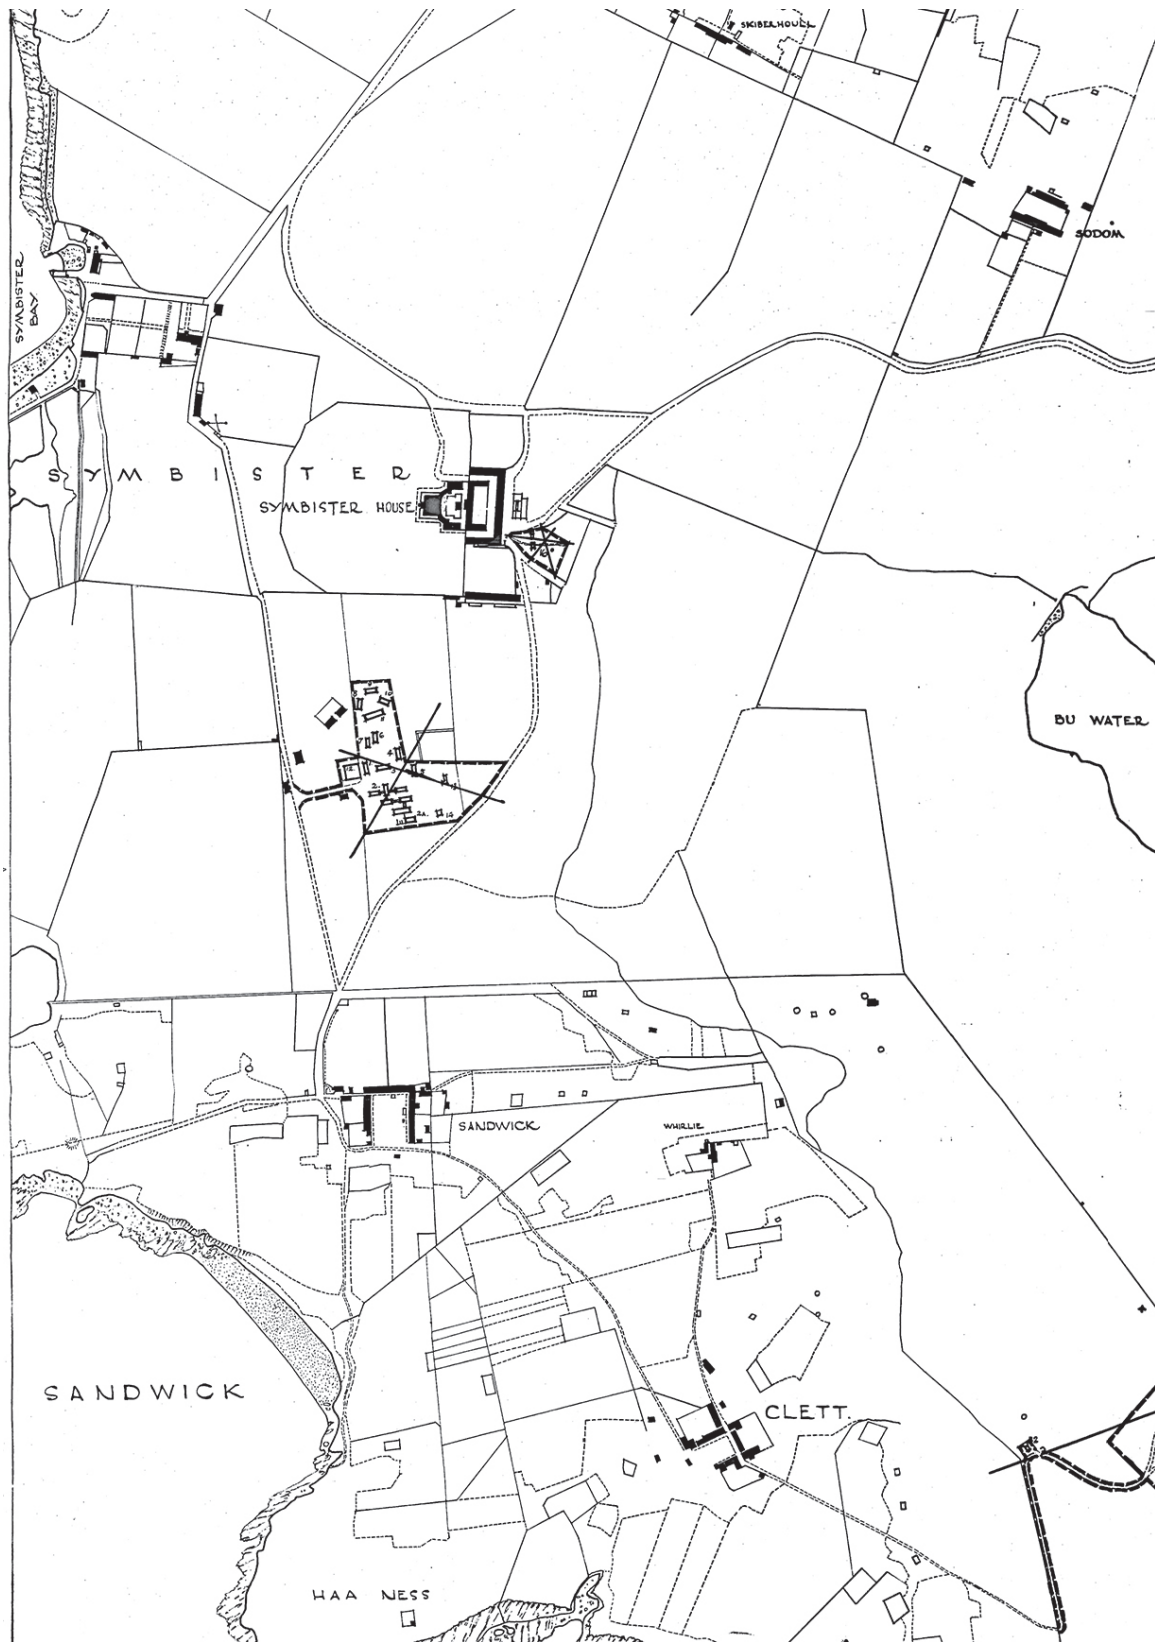 SKIBERHOULL
SODOM
SYMBISTER
BAY
SYMBISTER
SYMBISTER HOUSE
BU WATER
SANDWICK
WHIRLIE
SANDWICK
CLETT.
HAA NESS